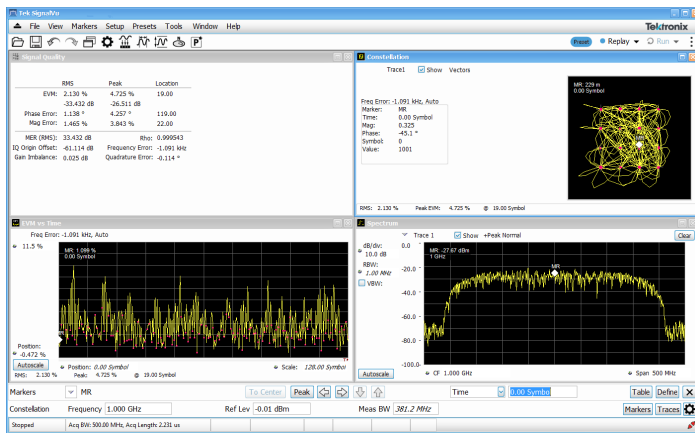 Tek SignalVu
File View Markers Setup Presets Tools Window Help
Tektronix
Preset Replay Run
Signal Quality
RMS Peak Location
EVM: 2.130 % 4.725 % 19.00
-33.432 dB -26.511 dB
Phase Error: 1.138 º 4.257 º 119.00
Mag Error: 1.465 % 3.843 % 22.00
MER (RMS): 33.432 dB Rho: 0.999543
IQ Origin Offset: -61.114 dB Frequency Error: -1.091 kHz
Gain Imbalance: 0.025 dB Quadrature Error: -0.114 º
Constellation
Trace1 Show Vectors
MR: 229 m
0.00 Symbol
Freq Error: -1.091 kHz, Auto
Marker: MR
Time: 0.00 Symbol
Mag: 0.325
Phase: -45.1 º
Symbol: 0
Value: 1001
MR
RMS: 2.130 % Peak EVM: 4.725 % @ 19.00 Symbol
EVM vs Time
Freq Error: -1.091 kHz, Auto
11.5 %
MR: 1.099 %
0.00 Symbol
Position:
-0.472 %
Autoscale
Position: 0.00 Symbol Scale: 128.00 Symbol
RMS: 2.130 % Peak: 4.725 % @ 19.00 Symbol
Spectrum
Trace 1 Show +Peak Normal Clear
dB/div:
10.0 dB
RBW:
1.00 MHz
VBW:
0.0
-20.0
-40.0
-60.0
-80.0
-100.0
MR: -27.67 dBm
1 GHz
MR
Autoscale
CF 1.000 GHz Span 500 MHz
Markers MR To Center Peak Time 0.00 Symbol Table Define
Constellation Frequency 1.000 GHz Ref Lev -0.01 dBm Meas BW 381.2 MHz Markers Traces
Stopped Acq BW: 500.00 MHz, Acq Length: 2.231 us